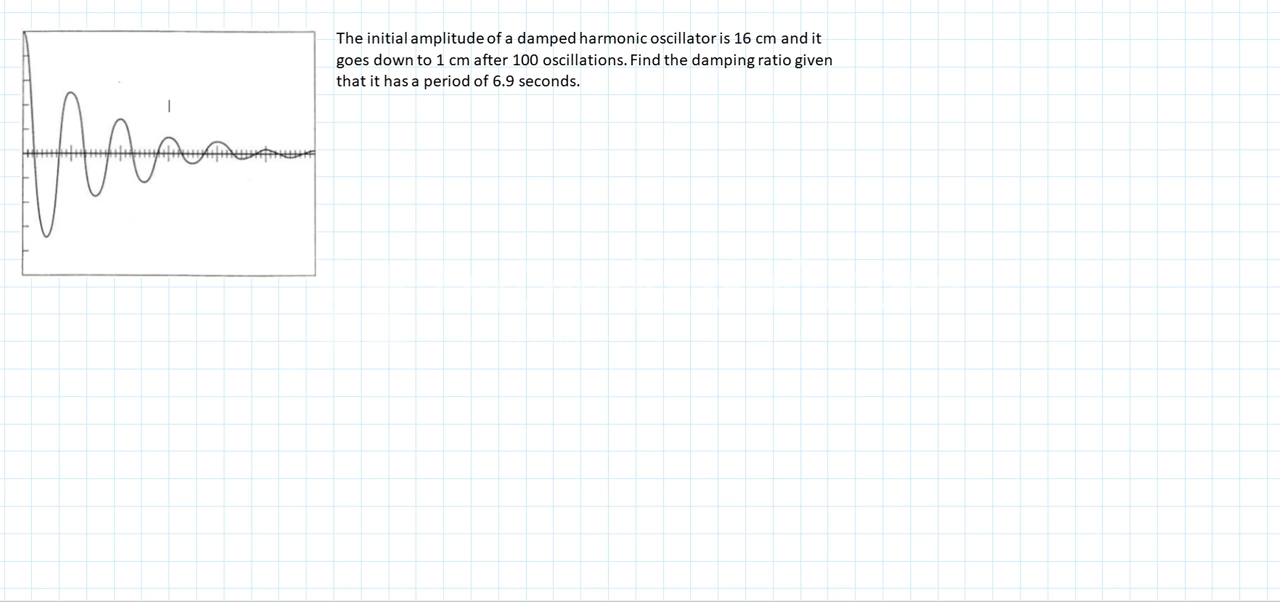 The initial amplitude of a damped harmonic oscillator is 16 cm and it
goes down to 1 cm after 100 oscillations. Find the damping ratio given
that it has a period of 6.9 seconds.